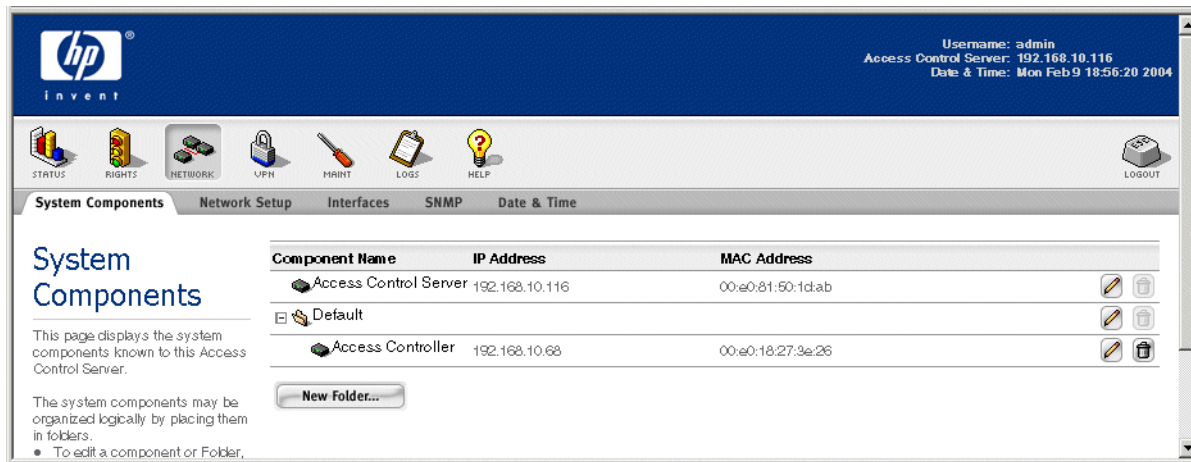 hp
®
invent
Username: admin
Access Control Server: 192.168.10.116
Date & Time: Mon Feb 9 18:56:20 2004
STATUS RIGHTS NETWORK VPN MAINT LOGS HELP LOGOUT
System Components Network Setup Interfaces SNMP Date & Time
System
Components
This page displays the system
components known to this Access
Control Server.
The system components may be
organized logically by placing them
in folders.
• To edit a component or Folder,
Component Name IP Address MAC Address
Access Control Server 192.168.10.116 00:e0:81:50:1d:ab
Default
Access Controller 192.168.10.68 00:e0:18:27:3e:26
New Folder...